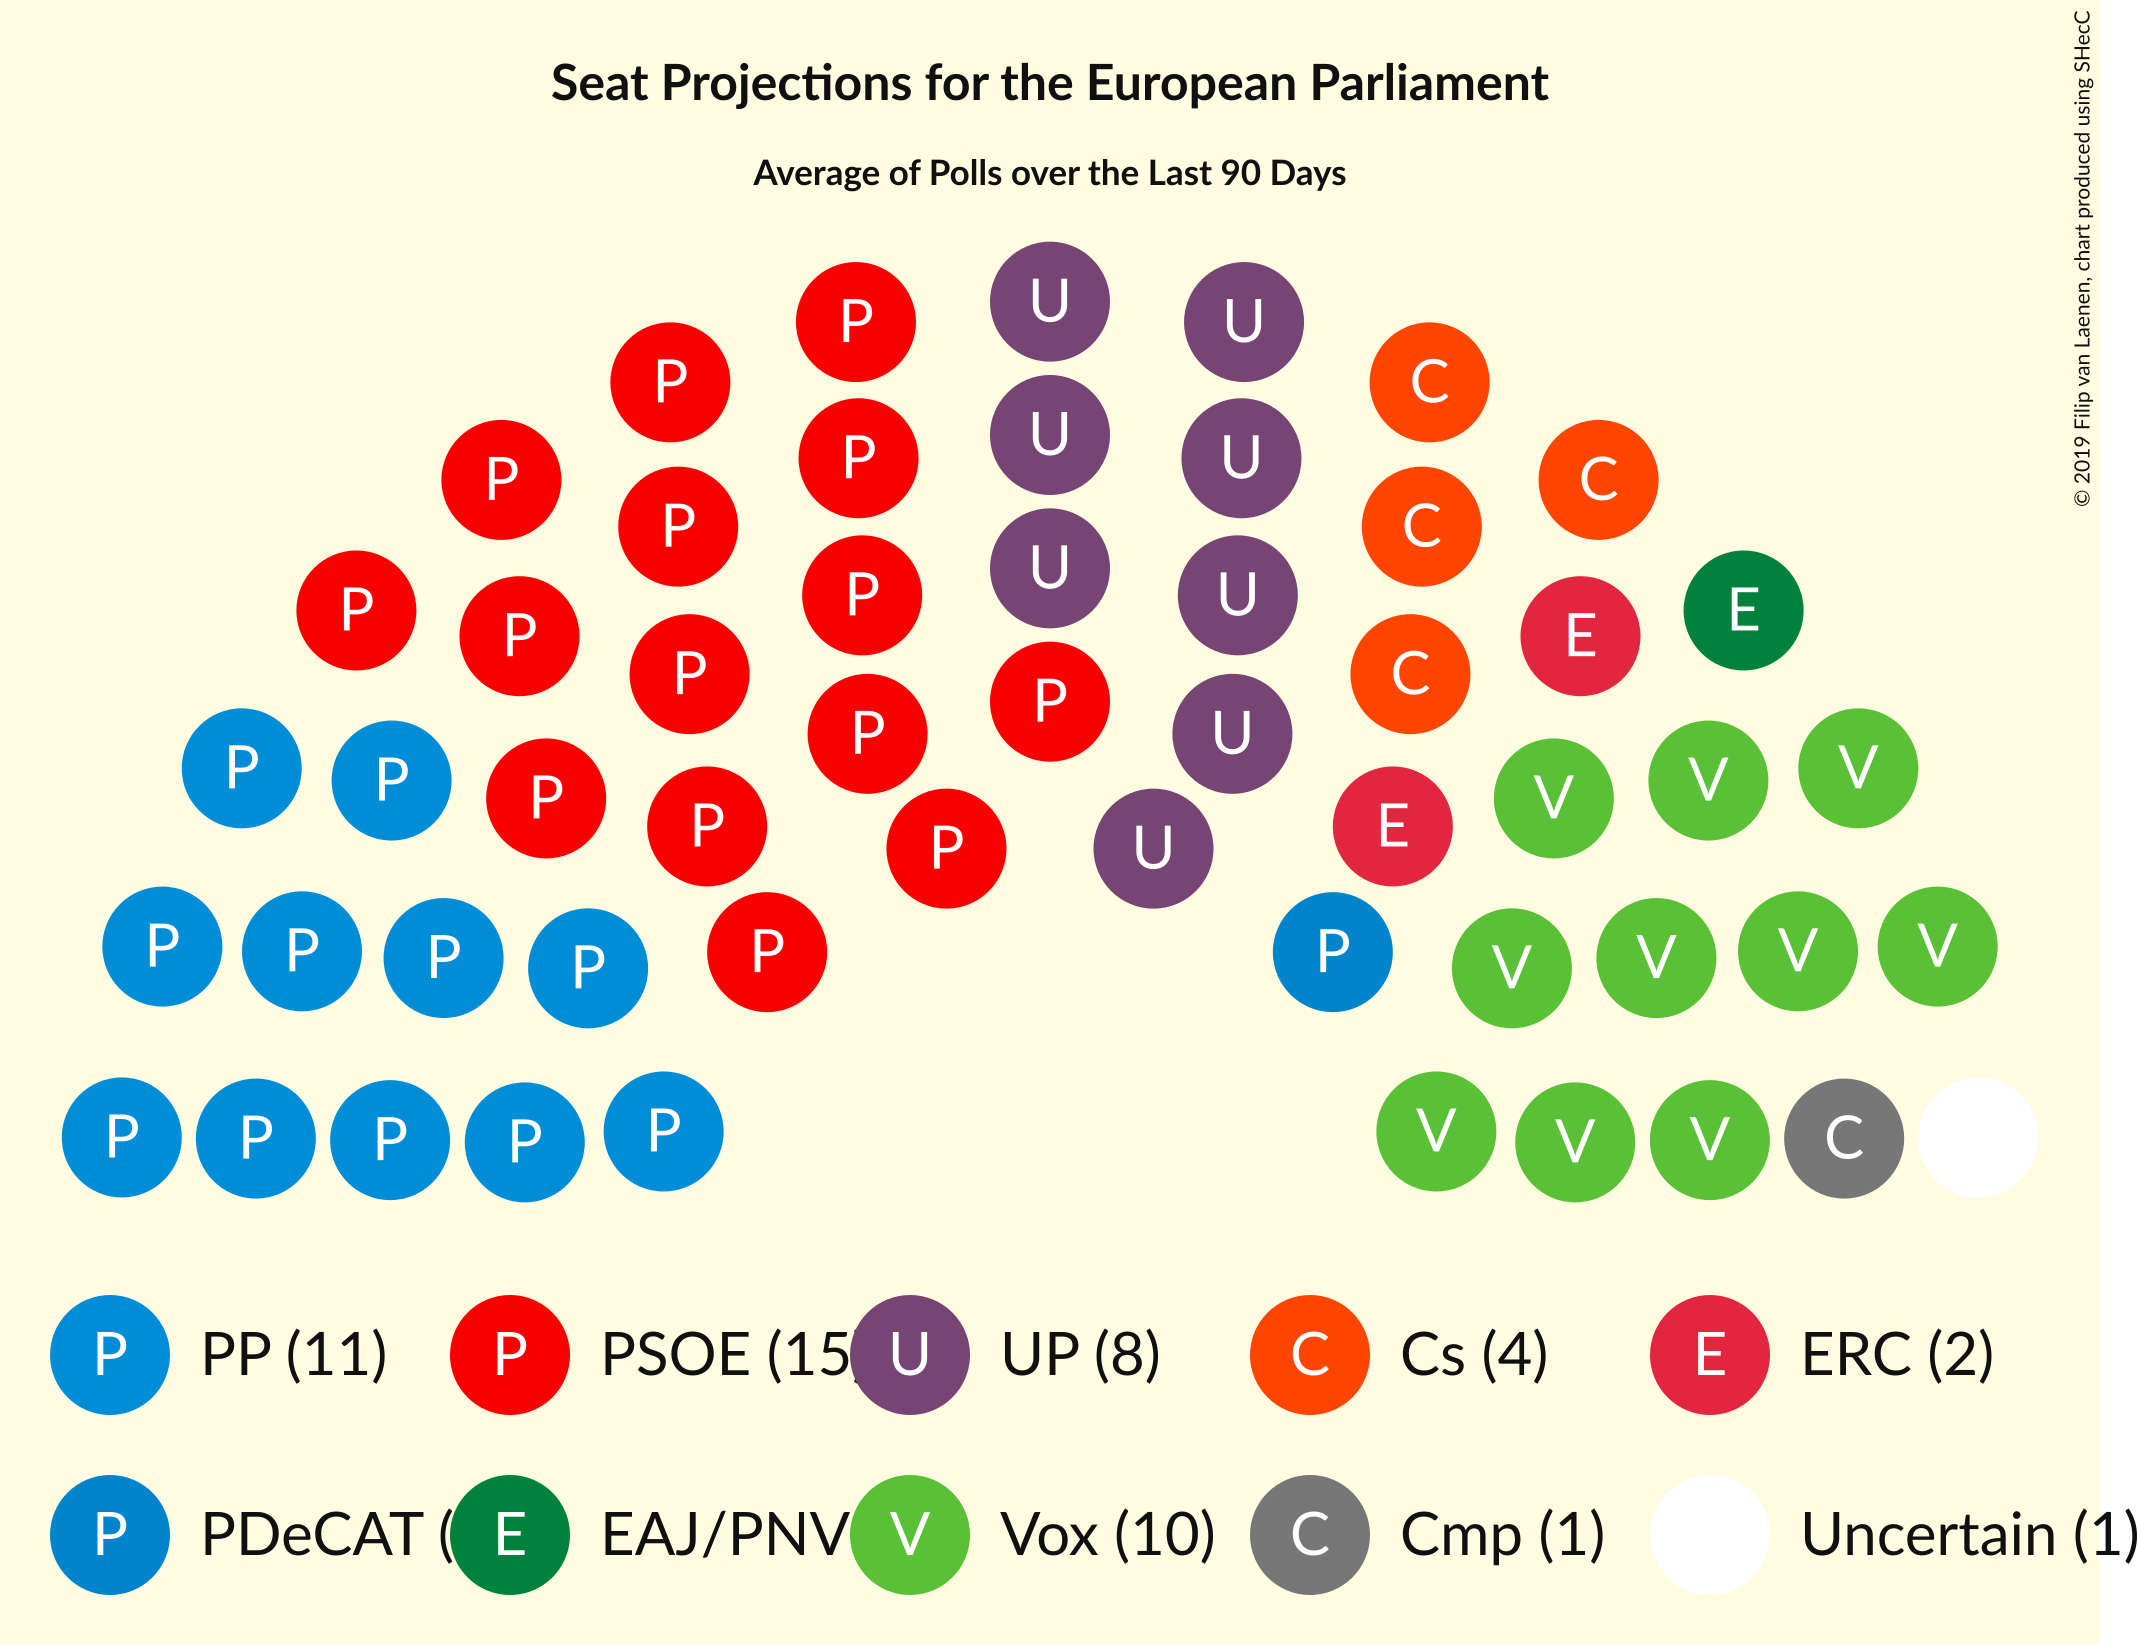 Seat Projections for the European Parliament
Average of Polls over the Last 90 Days
© 2019 Filip van Laenen, chart produced using SHecC
U
P U
P C
U
P U
P C
P C
U
P U
P E E
P C
P
P U
P P P V V V
P E
P U
P P P P P P V V V V
P P P P P V V V C
P PP (11) P PSOE (15) U UP (8) C Cs (4) E ERC (2)
P PDeCAT ( E EAJ/PNV V Vox (10) C Cmp (1) Uncertain (1)